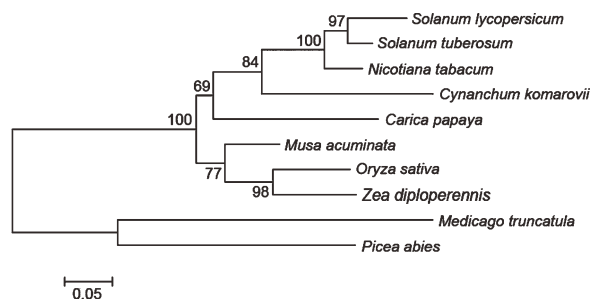 97
Solanum lycopersicum
100
Solanum tuberosum
Nicotiana tabacum
84
Cynanchum komarovii
69
Carica papaya
100
Musa acuminata
77
Oryza sativa
98
Zea diploperennis
Medicago truncatula
Picea abies
0.05